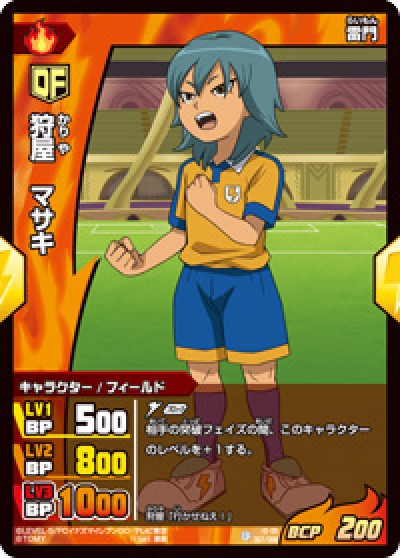 らいもん
雷門
DF
かりや
狩屋 マサキ
キャラクター / フィールド
LV1 BP 500
相手の突破フェイズの間、このキャラクター
のレベルを+1する。
LV2 BP 800
LV3 BP 1000
狩屋「行かせねえ!」
©TOMY
BCP 200